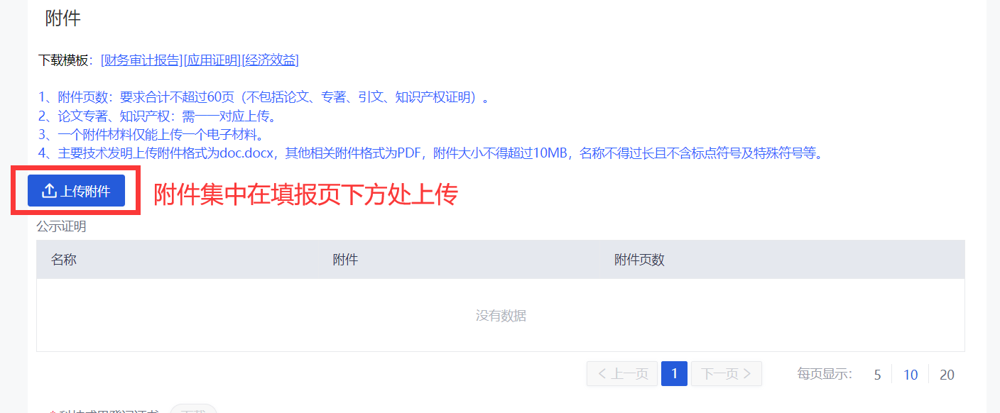 附件
下载模板：[财务审计报告][应用证明][经济效益]
1、附件页数：要求合计不超过60页（不包括论文、专著、引文、知识产权证明）。
2、论文专著、知识产权：需一一对应上传。
3、一个附件材料仅能上传一个电子材料。
4、主要技术发明上传附件格式为doc.docx，其他相关附件格式为PDF，附件大小不得超过10MB，名称不得过长且不含标点符号及特殊符号等。
上传附件 附件集中在填报页下方处上传
公示证明
名称 附件 附件页数
没有数据
上一页 1 下一页 每页显示： 5 10 20